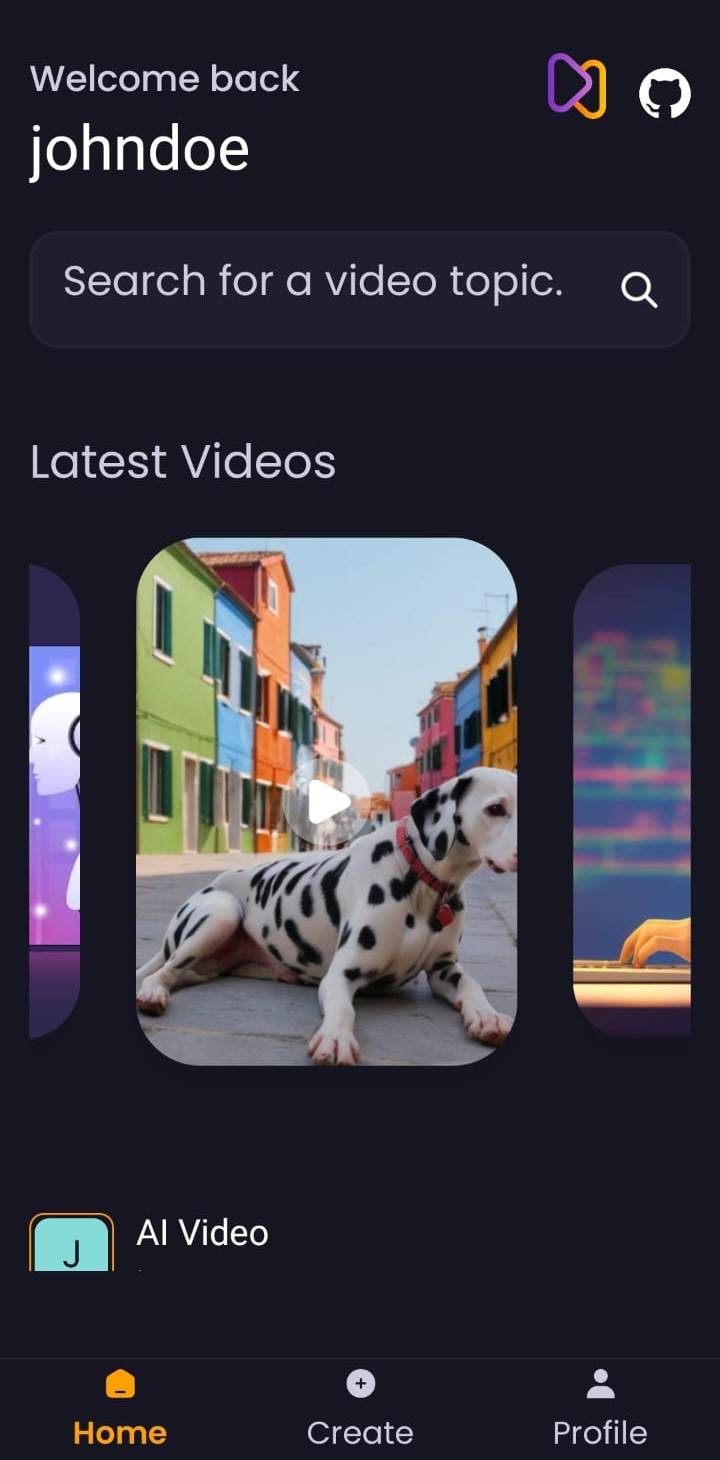 Welcome back
johndoe
Search for a video topic.
Latest Videos
J
AI Video
Home
Create
Profile